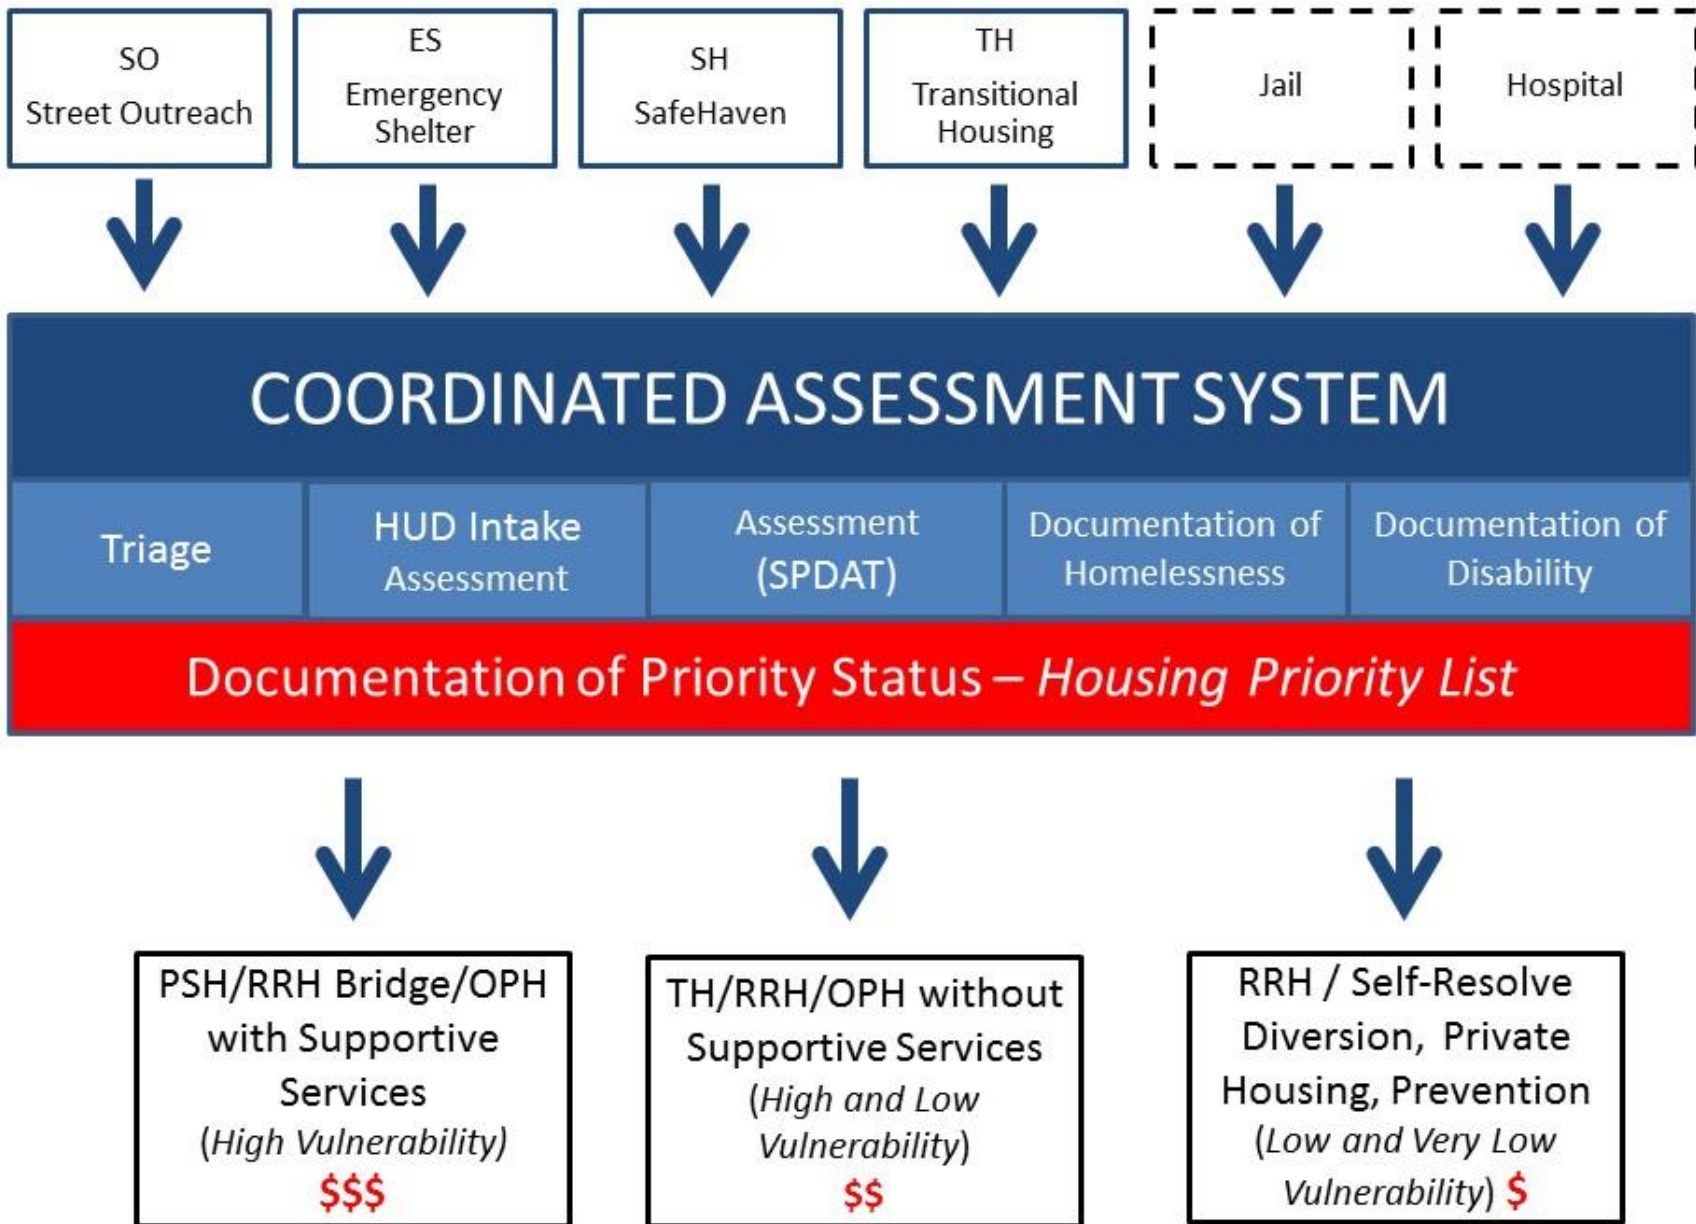 SO
Street Outreach
ES
Emergency
Shelter
SH
SafeHaven
TH
Transitional
Housing
Jail
Hospital
COORDINATED ASSESSMENT SYSTEM
Triage
HUD Intake
Assessment
Assessment
(SPDAT)
Documentation of
Homelessness
Documentation of
Disability
Documentation of Priority Status – Housing Priority List
PSH/RRH Bridge/OPH
with Supportive
Services
(High Vulnerability)
$$$
TH/RRH/OPH without
Supportive Services
(High and Low
Vulnerability)
$$
RRH / Self-Resolve
Diversion, Private
Housing, Prevention
(Low and Very Low
Vulnerability) $